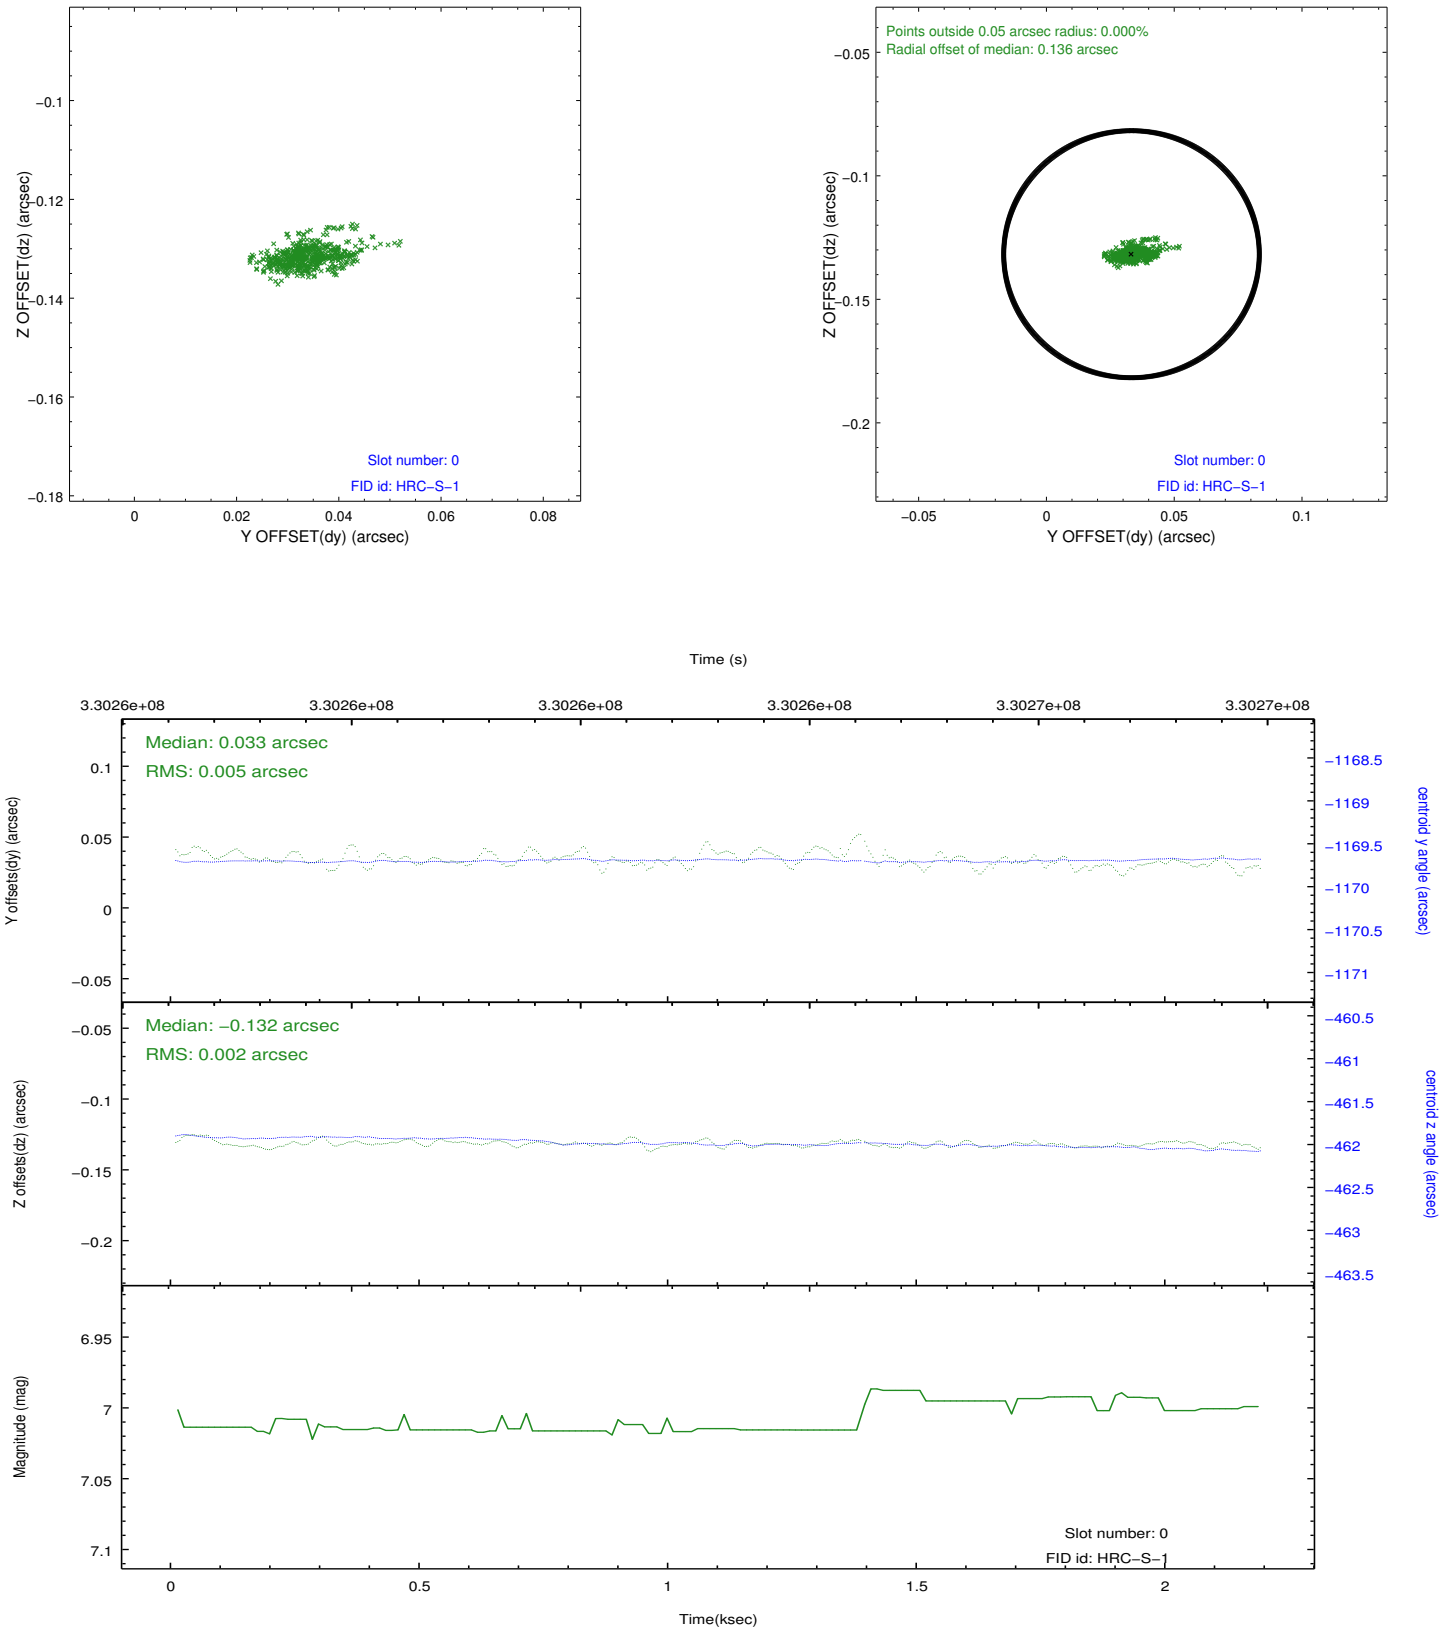 −0.1
−0.12
−0.14
−0.16
−0.18
Z OFFSET(dz) (arcsec)
Slot number: 0
FID id: HRC−S−1
0
0.02
0.04
0.06
0.08
Y OFFSET(dy) (arcsec)
Points outside 0.05 arcsec radius: 0.000%
Radial offset of median: 0.136 arcsec
−0.05
−0.1
−0.15
−0.2
Z OFFSET(dz) (arcsec)
Slot number: 0
FID id: HRC−S−1
−0.05
0
0.05
0.1
Y OFFSET(dy) (arcsec)
Time (s)
3.3026e+08
3.3026e+08
3.3026e+08
3.3026e+08
3.3027e+08
3.3027e+08
Median: 0.033 arcsec
RMS: 0.005 arcsec
0.1
0.05
0
−0.05
Y offsets(dy) (arcsec)
−1168.5
−1169
−1169.5
−1170
−1170.5
−1171
centroid y angle (arcsec)
Median: −0.132 arcsec
RMS: 0.002 arcsec
−0.05
−0.1
−0.15
−0.2
Z offsets(dz) (arcsec)
−460.5
−461
−461.5
−462
−462.5
−463
−463.5
centroid z angle (arcsec)
6.95
7
7.05
7.1
Magnitude (mag)
Slot number: 0
FID id: HRC−S−1
0
0.5
1
1.5
2
Time(ksec)